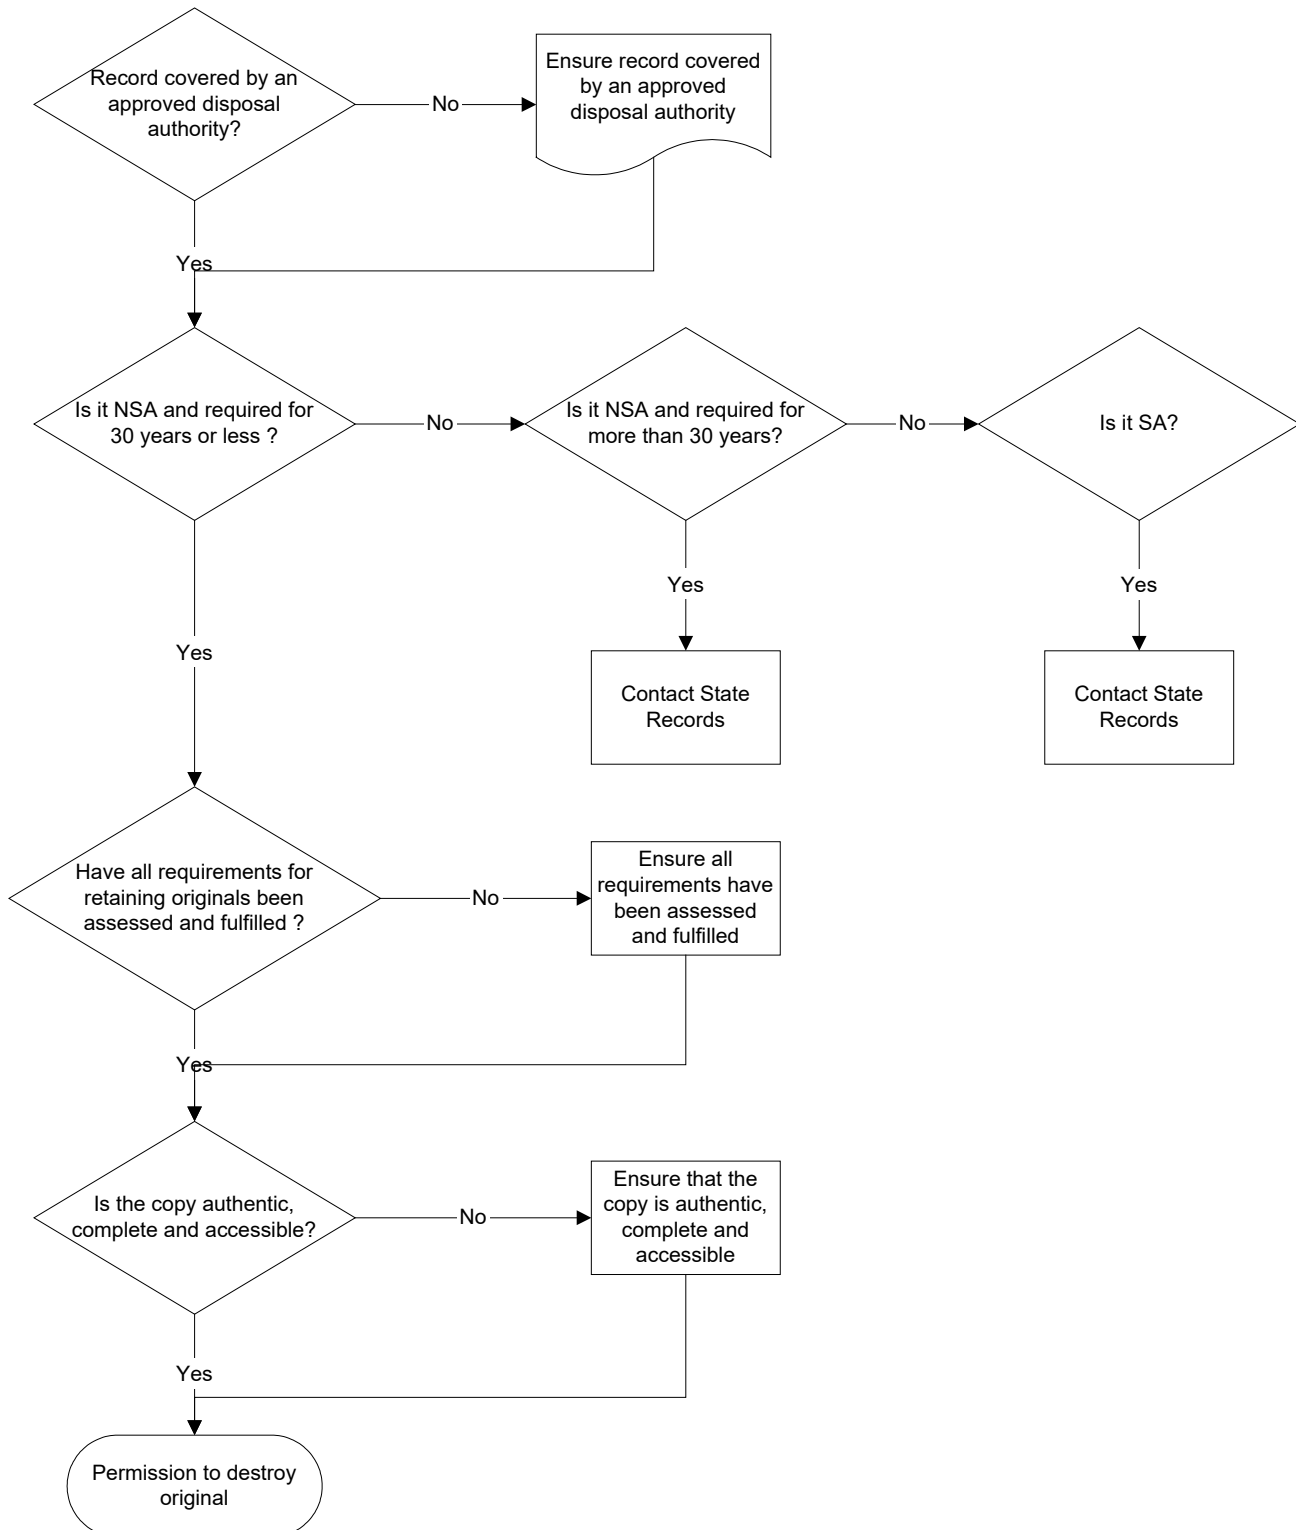 Record covered by an
approved disposal
authority?
No
Ensure record covered
by an approved
disposal authority
Yes
Is it NSA and required for
30 years or less ?
No
Is it NSA and required for
more than 30 years?
No
Is it SA?
Yes
Yes
Yes
Contact State
Records
Contact State
Records
Have all requirements for
retaining originals been
assessed and fulfilled ?
No
Ensure all
requirements have
been assessed
and fulfilled
Yes
Is the copy authentic,
complete and accessible?
No
Ensure that the
copy is authentic,
complete and
accessible
Yes
Permission to destroy
original